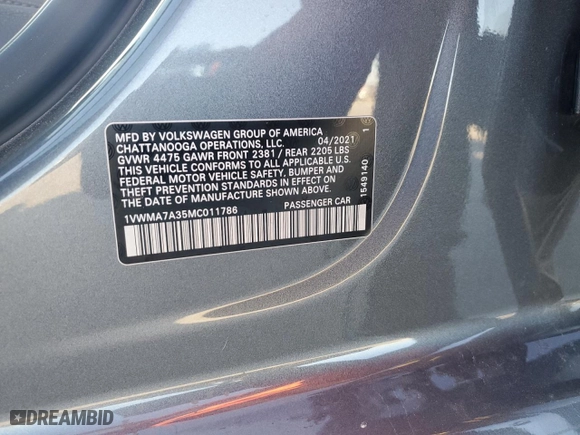 MFD BY VOLKSWAGEN GROUP OF AMERICA
CHATTANOOGA OPERATIONS, LLC. 04/2021
GVWR 4475 GAWR FRONT 2381 / REAR 2205 LBS
THIS VEHICLE CONFORMS TO ALL APPLICABLE U.S.
FEDERAL MOTOR VEHICLE SAFETY, BUMPER AND
THEFT PREVENTION STANDARDS IN EFFECT ON
THE DATE OF MANUFACTURE SHOWN ABOVE.
1VWMA7A35MC011786 PASSENGER CAR
1549140 1
DREAMBID